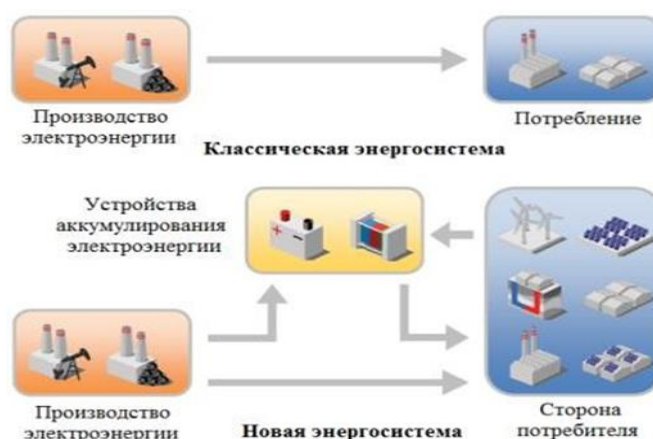 Производство
электроэнергии
Потребление
Классическая энергосистема
Устройства
аккумулирования
электроэнергии
Производство
электроэнергии
Новая энергосистема
Сторона
потребителя